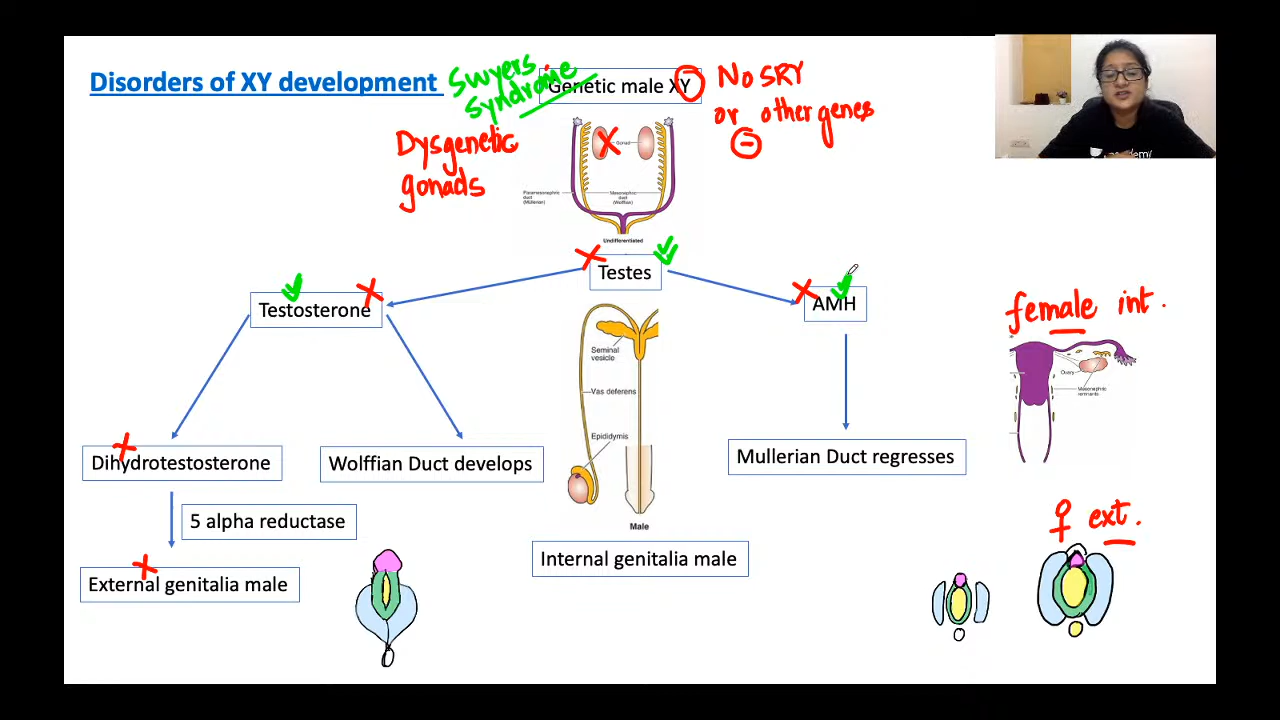 Disorders of XY development
Swyers
Syndrome
Genetic male XY
No SRY
or other genes
Dysgenetic
gonads
Gonad
Paramesonephric
duct
(Müllerian)
Mesonephric
duct
(Wolffian)
Undifferentiated
Testes
Testosterone
AMH
female int.
Seminal
vesicle
Vas deferens
Epididymis
Male
Ovary
Mesonephric
remnants
Dihydrotestosterone
Wolffian Duct develops
Mullerian Duct regresses
5 alpha reductase
♀ ext.
Internal genitalia male
External genitalia male